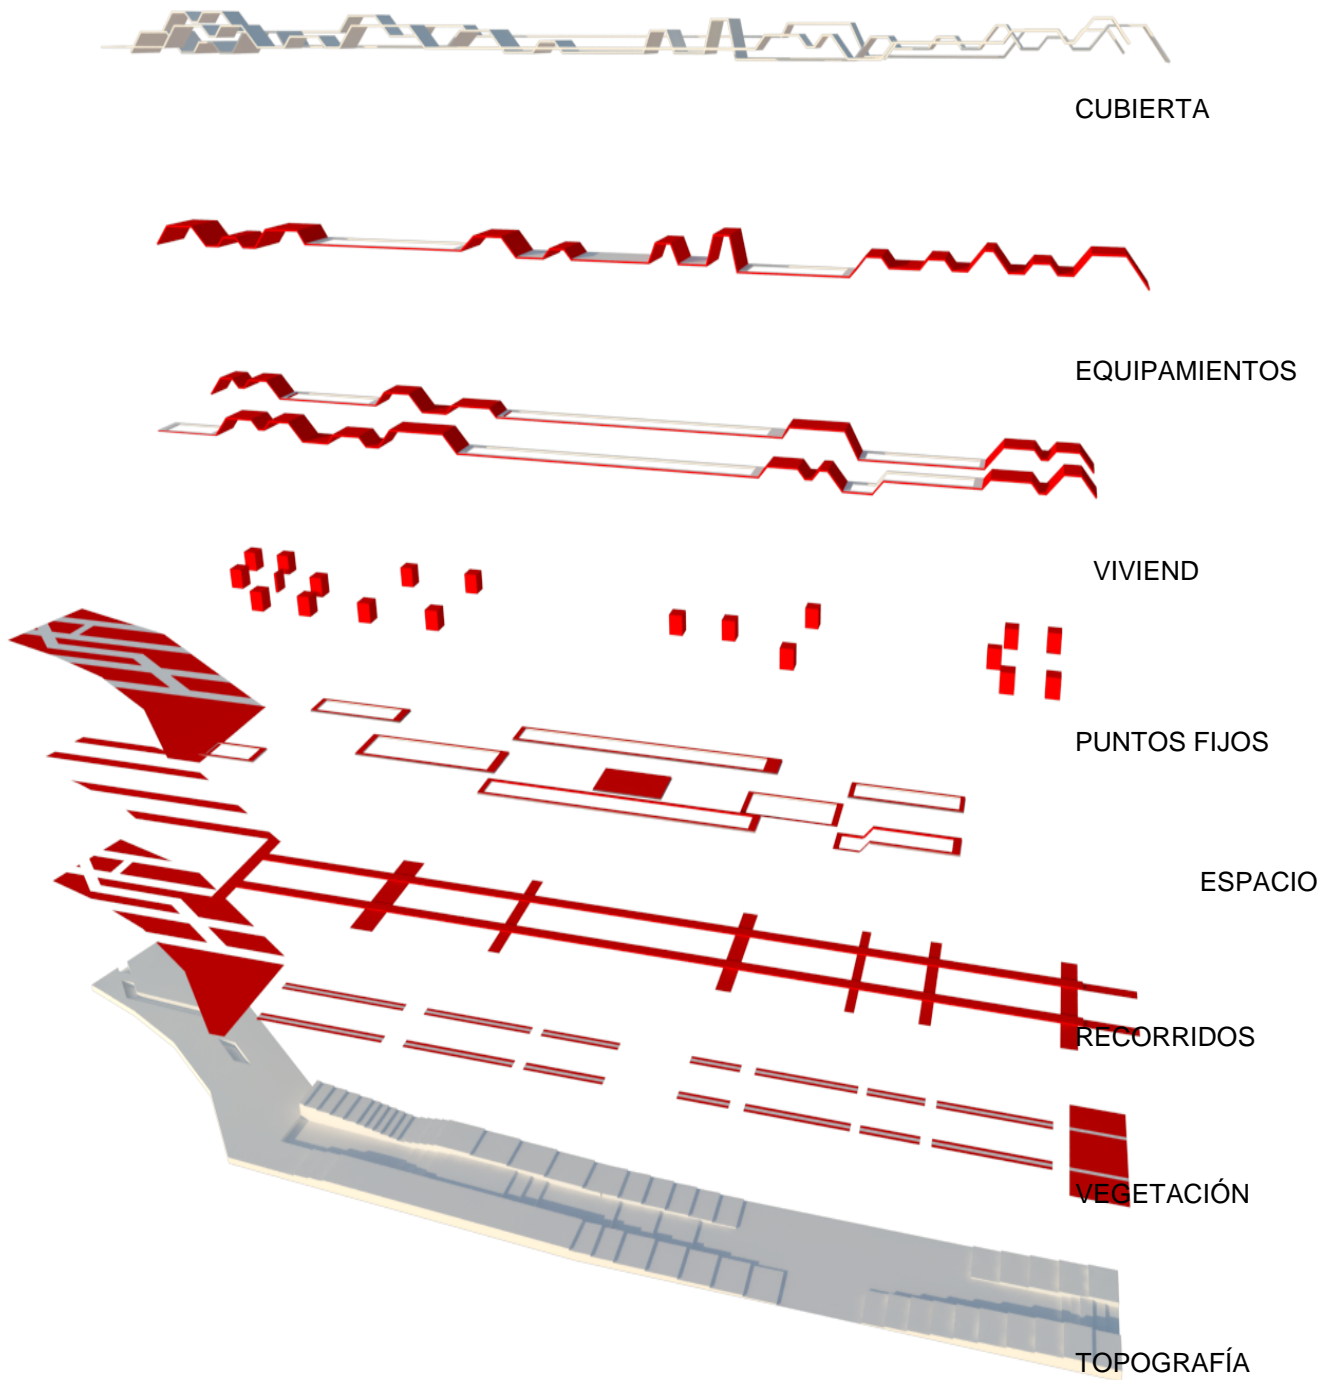 CUBIERTA
EQUIPAMIENTOS
VIVIEND
PUNTOS FIJOS
ESPACIO
RECORRIDOS
VEGETACIÓN
TOPOGRAFÍA